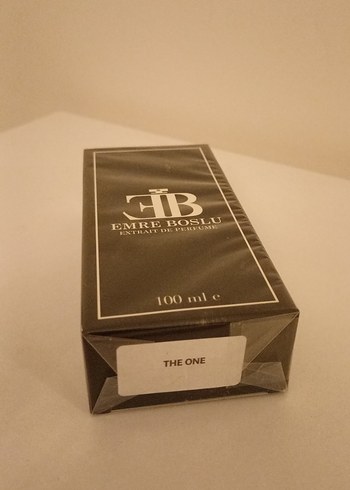 EB
EMRE BOSLU
EXTRAIT DE PERFUME
100 ml e
THE ONE